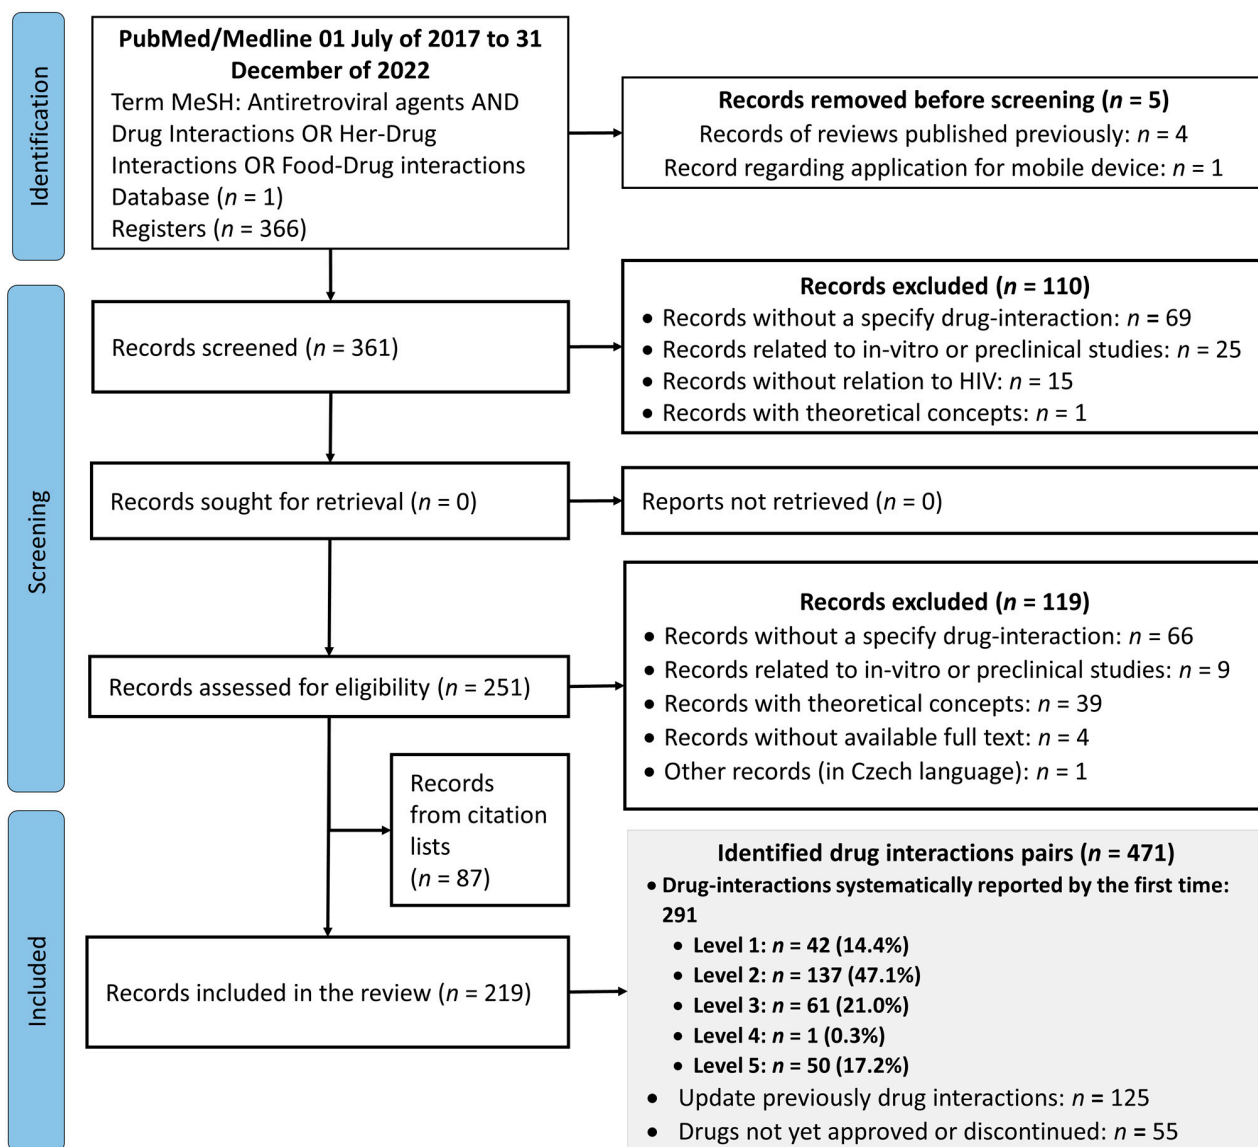 Identification
PubMed/Medline 01 July of 2017 to 31
December of 2022
Term MeSH: Antiretroviral agents AND
Drug Interactions OR Her-Drug
Interactions OR Food-Drug interactions
Database (n = 1)
Registers (n = 366)
Records removed before screening (n = 5)
Records of reviews published previously: n = 4
Record regarding application for mobile device: n = 1
Screening
Records screened (n = 361)
Records excluded (n = 110)
• Records without a specify drug-interaction: n = 69
• Records related to in-vitro or preclinical studies: n = 25
• Records without relation to HIV: n = 15
• Records with theoretical concepts: n = 1
Records sought for retrieval (n = 0)
Reports not retrieved (n = 0)
Records assessed for eligibility (n = 251)
Records excluded (n = 119)
• Records without a specify drug-interaction: n = 66
• Records related to in-vitro or preclinical studies: n = 9
• Records with theoretical concepts: n = 39
• Records without available full text: n = 4
• Other records (in Czech language): n = 1
Records
from citation
lists
(n = 87)
Included
Records included in the review (n = 219)
Identified drug interactions pairs (n = 471)
• Drug-interactions systematically reported by the first time:
291
• Level 1: n = 42 (14.4%)
• Level 2: n = 137 (47.1%)
• Level 3: n = 61 (21.0%)
• Level 4: n = 1 (0.3%)
• Level 5: n = 50 (17.2%)
• Update previously drug interactions: n = 125
• Drugs not yet approved or discontinued: n = 55